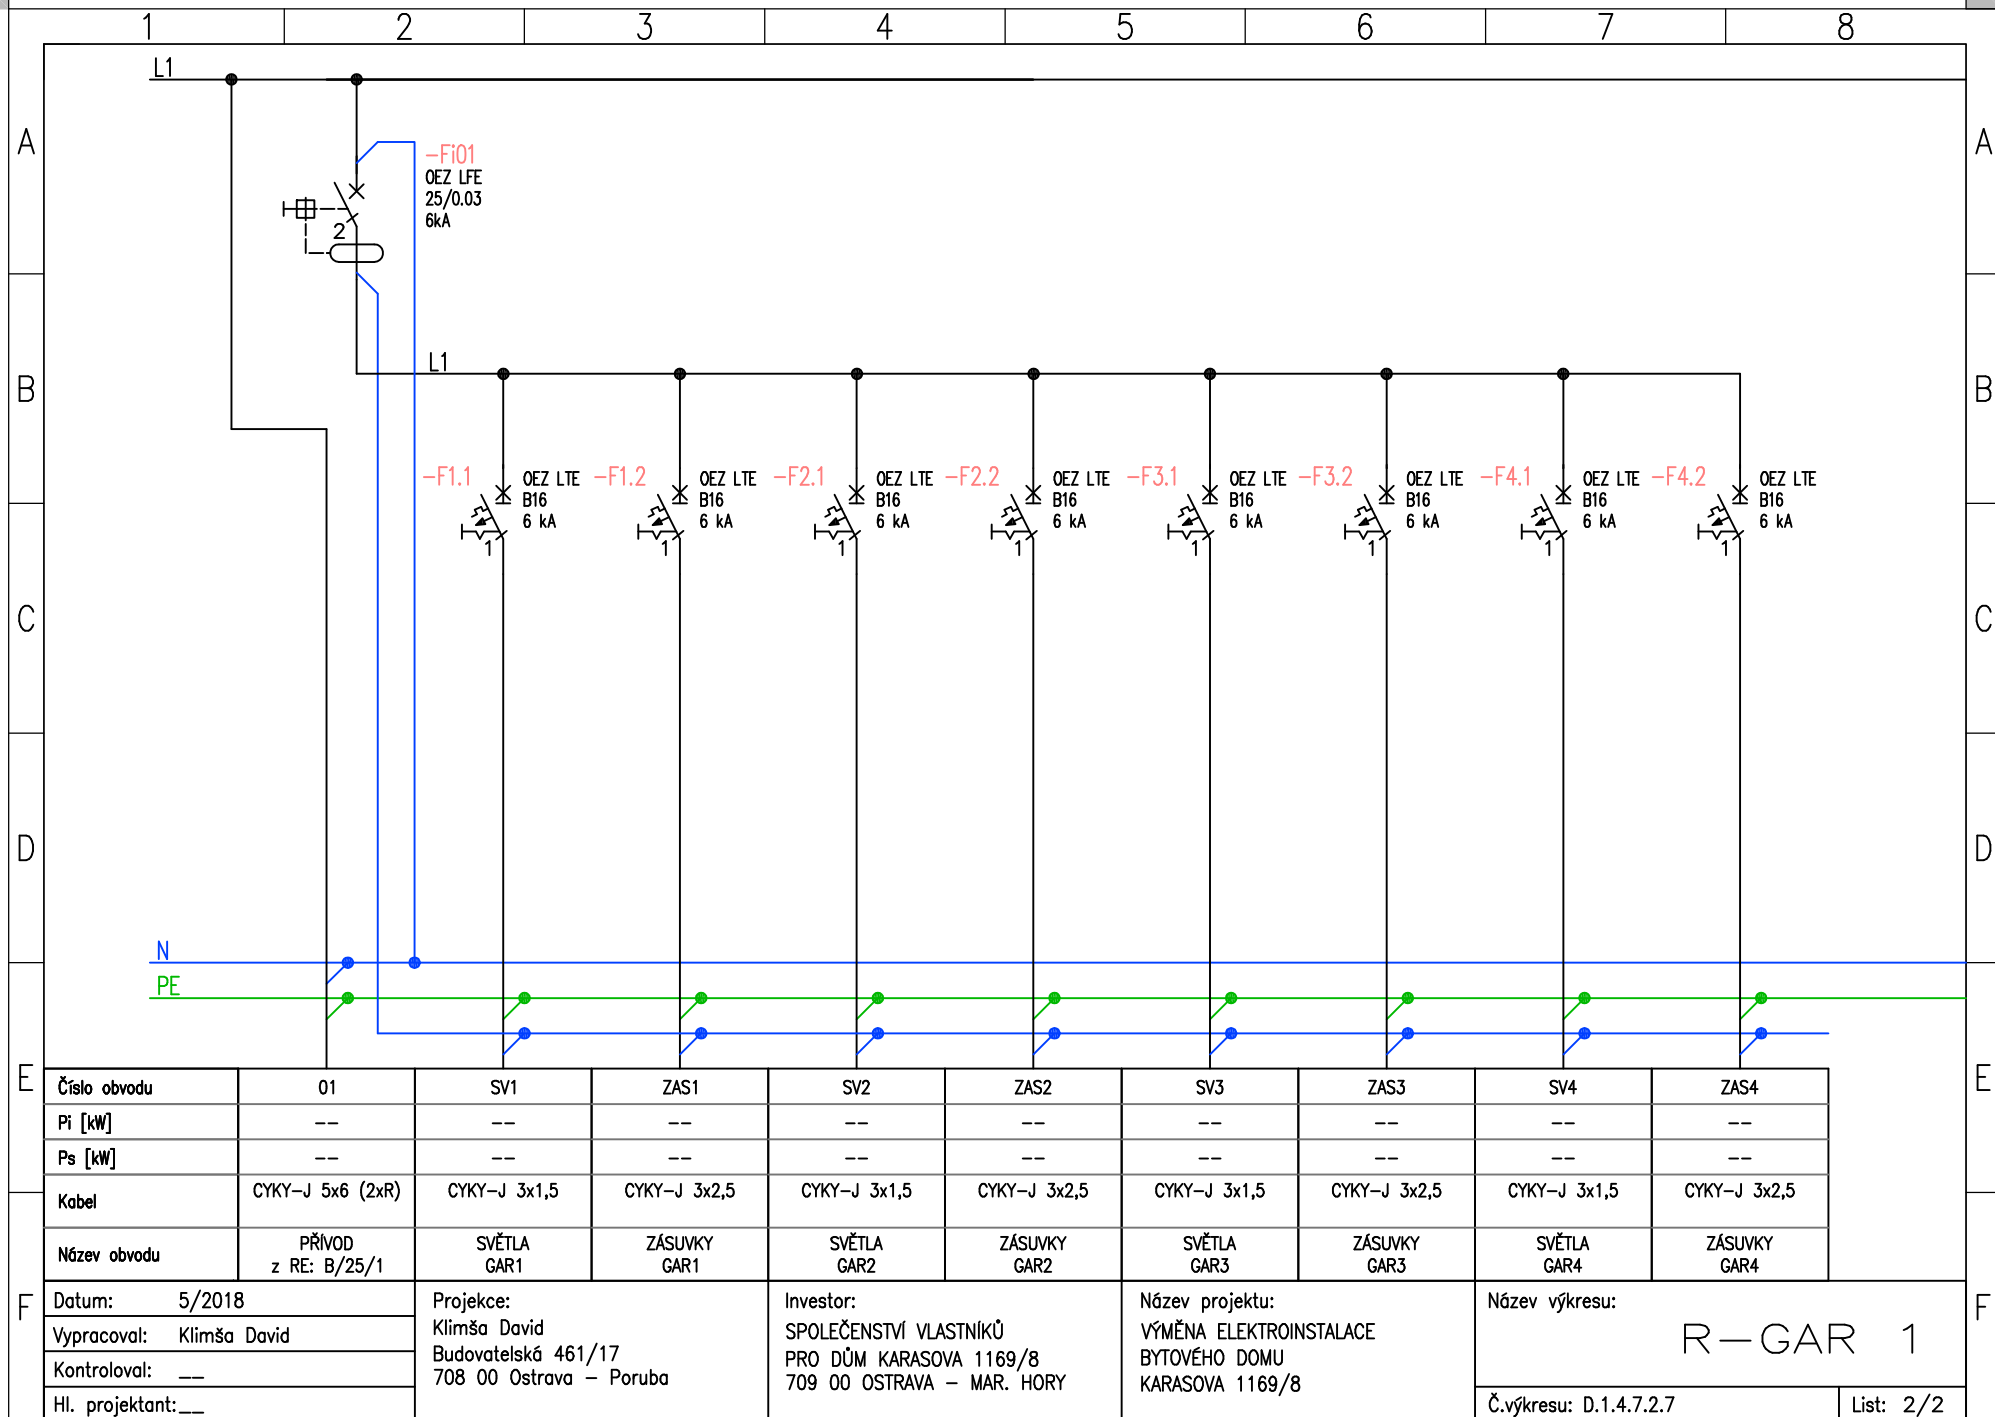 1 2 3 4 5 6 7 8
L1
A A
-Fi01
OEZ LFE
25/0.03
6kA
2
L1
B B
-F1.1 OEZ LTE -F1.2 OEZ LTE -F2.1 OEZ LTE -F2.2 OEZ LTE -F3.1 OEZ LTE -F3.2 OEZ LTE -F4.1 OEZ LTE -F4.2 OEZ LTE
B16 B16 B16 B16 B16 B16 B16 B16
6 kA 6 kA 6 kA 6 kA 6 kA 6 kA 6 kA 6 kA
1 1 1 1 1 1 1 1
C C
D D
N
PE
E E
Číslo obvodu 01 SV1 ZAS1 SV2 ZAS2 SV3 ZAS3 SV4 ZAS4
Pi [kW] -- -- -- -- -- -- -- -- --
Ps [kW] -- -- -- -- -- -- -- -- --
Kabel CYKY-J 5x6 (2xR) CYKY-J 3x1,5 CYKY-J 3x2,5 CYKY-J 3x1,5 CYKY-J 3x2,5 CYKY-J 3x1,5 CYKY-J 3x2,5 CYKY-J 3x1,5 CYKY-J 3x2,5
Název obvodu PŘÍVOD SVĚTLA ZÁSUVKY SVĚTLA ZÁSUVKY SVĚTLA ZÁSUVKY SVĚTLA ZÁSUVKY
z RE: B/25/1 GAR1 GAR1 GAR2 GAR2 GAR3 GAR3 GAR4 GAR4
F F
Datum: 5/2018
Vypracoval: Klimša David
Kontroloval: __
Hl. projektant:__
Projekce:
Klimša David
Budovatelská 461/17
708 00 Ostrava - Poruba
Investor:
SPOLEČENSTVÍ VLASTNÍKŮ
PRO DŮM KARASOVA 1169/8
709 00 OSTRAVA - MAR. HORY
Název projektu:
VÝMĚNA ELEKTROINSTALACE
BYTOVÉHO DOMU
KARASOVA 1169/8
Název výkresu:
R-GAR 1
Č.výkresu: D.1.4.7.2.7 List: 2/2